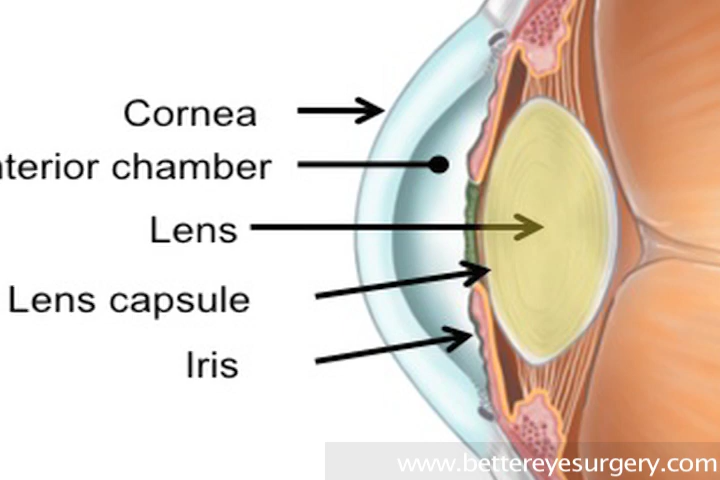 Cornea
nterior chamber
Lens
Lens capsule
Iris
www.bettereyesurgery.com